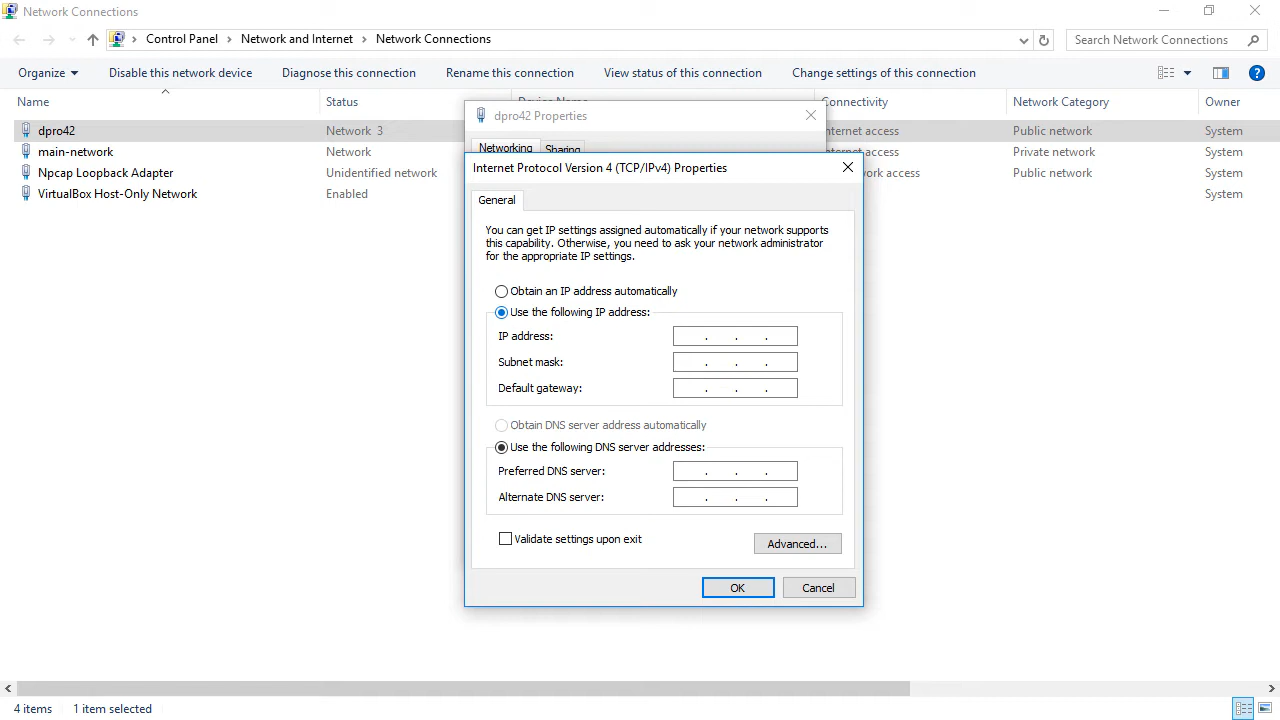 Network Connections
Control Panel Network and Internet Network Connections
Search Network Connections
Organize Disable this network device Diagnose this connection Rename this connection View status of this connection Change settings of this connection
Name Status Device Name Connectivity Network Category Owner
dpro42 Network 3 Internet access Public network System
main-network Network Internet access Private network System
Npcap Loopback Adapter Unidentified network access Public network System
VirtualBox Host-Only Network Enabled System
dpro42 Properties
Networking Sharing
Internet Protocol Version 4 (TCP/IPv4) Properties
General
You can get IP settings assigned automatically if your network supports
this capability. Otherwise, you need to ask your network administrator
for the appropriate IP settings.
Obtain an IP address automatically
Use the following IP address:
IP address: . . .
Subnet mask: . . .
Default gateway: . . .
Obtain DNS server address automatically
Use the following DNS server addresses:
Preferred DNS server: . . .
Alternate DNS server: . . .
Validate settings upon exit
Advanced...
OK Cancel
4 items 1 item selected